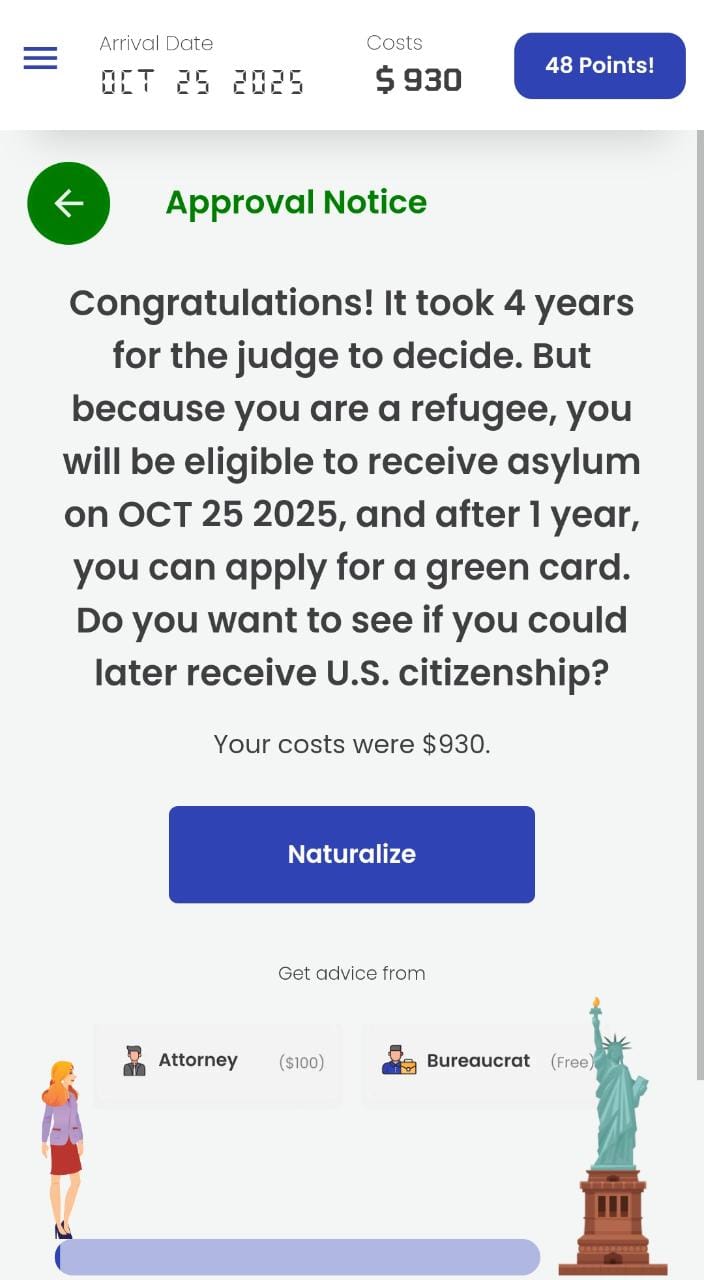 Arrival Date
Costs
OCT 25 2025
$ 930
48 Points!
Approval Notice
Congratulations! It took 4 years
for the judge to decide. But
because you are a refugee, you
will be eligible to receive asylum
on OCT 25 2025, and after 1 year,
you can apply for a green card.
Do you want to see if you could
later receive U.S. citizenship?
Your costs were $930.
Naturalize
Get advice from
Attorney ($100)
Bureaucrat (Free)